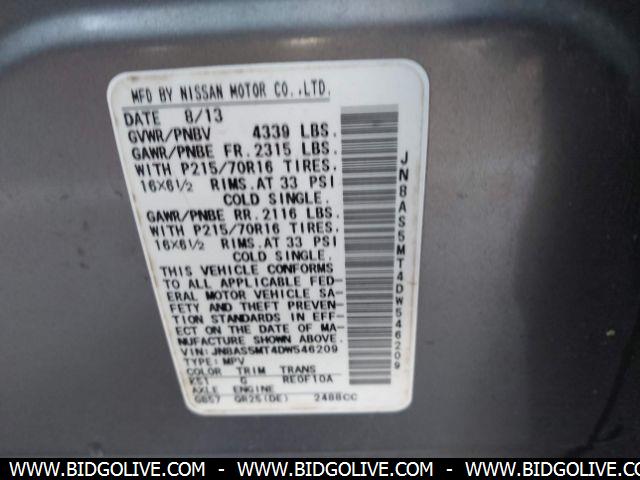 MFD BY NISSAN MOTOR CO.,LTD.
DATE 8/13
GVWR/PNBV 4339 LBS.
GAWR/PNBE FR. 2315 LBS.
WITH P215/70R16 TIRES.
16X6½ RIMS. AT 33 PSI
COLD SINGLE.
GAWR/PNBE RR. 2116 LBS.
WITH P215/70R16 TIRES.
16X6½ RIMS. AT 33 PSI
COLD SINGLE.
THIS VEHICLE CONFORMS
TO ALL APPLICABLE FED-
ERAL MOTOR VEHICLE SA-
FETY AND THEFT PREVEN-
TION STANDARDS IN EFF-
ECT ON THE DATE OF MA-
NUFACTURE SHOWN ABOVE.
VIN: JN8AS5MT4DW546209
TYPE: MPV
COLOR TRIM TRANS
K51 G RE0F10A
AXLE ENGINE
GB57 QR25(DE) 2488CC
JN8AS5MT4DW546209
WWW.BIDGOLIVE.COM - WWW.BIDGOLIVE.COM - WWW.BIDGOLIVE.COM